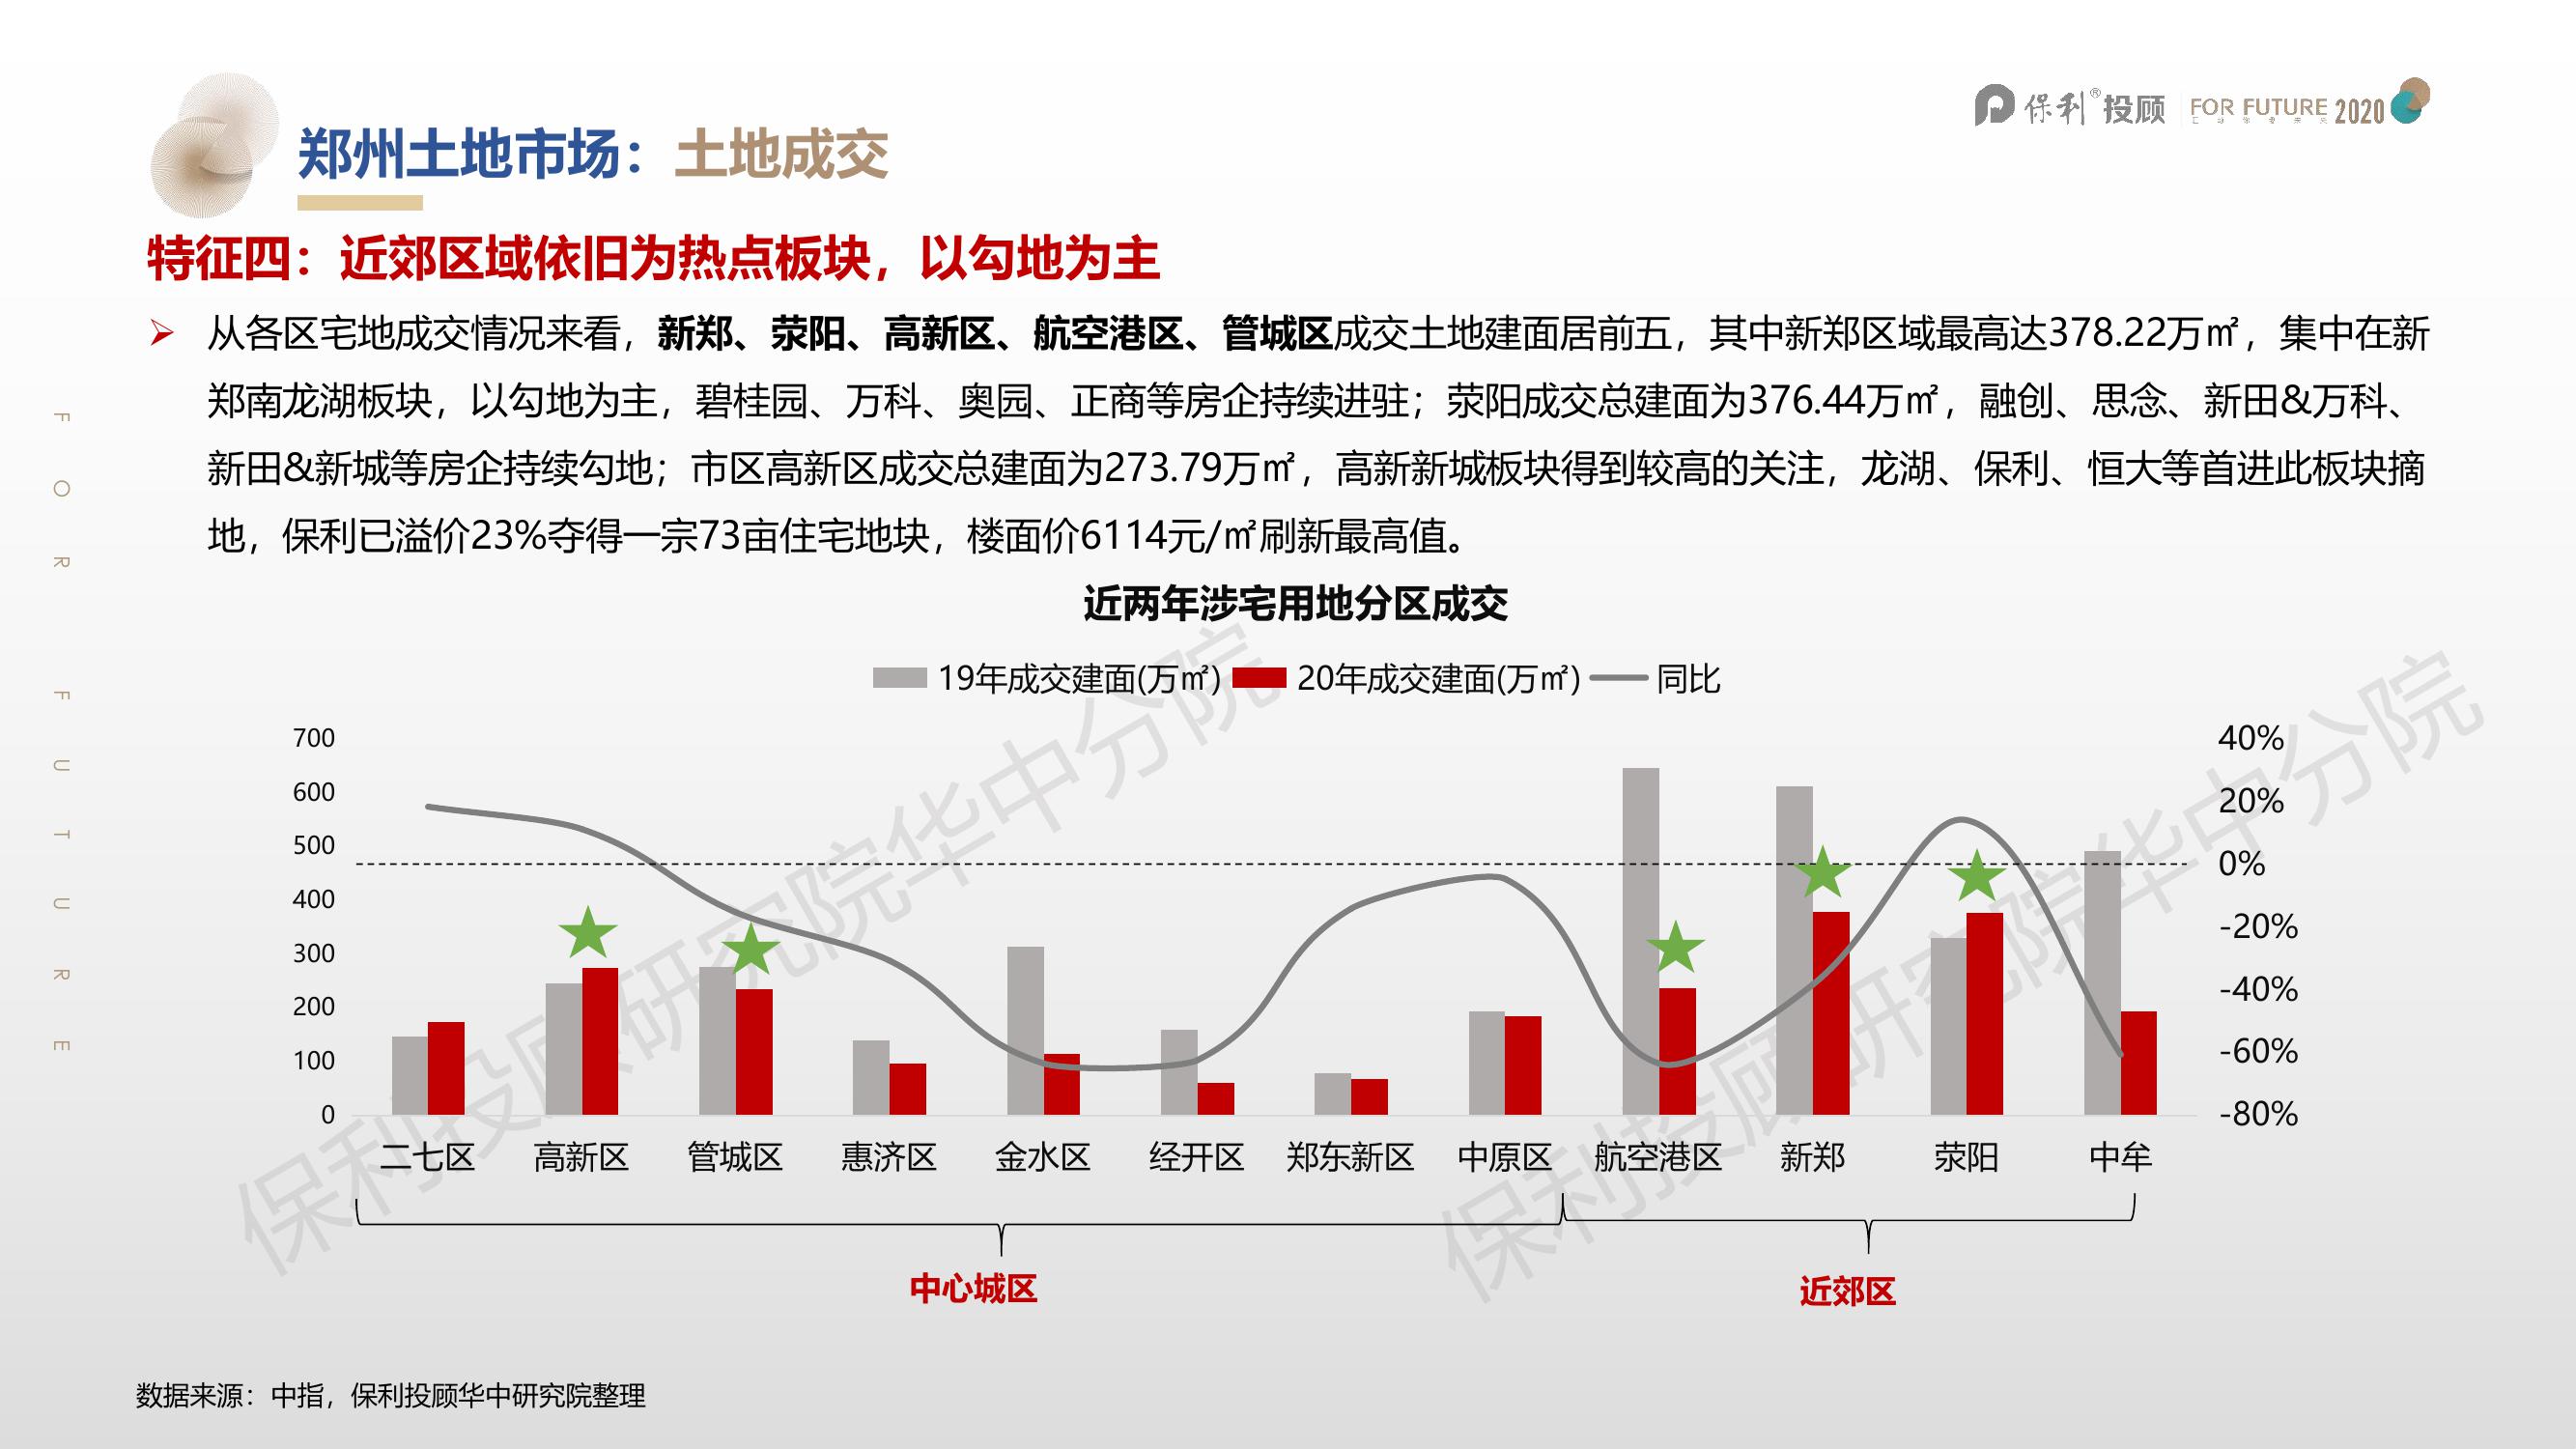 保利®投顾 FOR FUTURE 2020
郑州土地市场：土地成交
特征四：近郊区域依旧为热点板块，以勾地为主
从各区宅地成交情况来看，新郑、荥阳、高新区、航空港区、管城区成交土地建面居前五，其中新郑区域最高达378.22万㎡，集中在新
郑南龙湖板块，以勾地为主，碧桂园、万科、奥园、正商等房企持续进驻；荥阳成交总建面为376.44万㎡，融创、思念、新田&万科、
新田&新城等房企持续勾地；市区高新区成交总建面为273.79万㎡，高新新城板块得到较高的关注，龙湖、保利、恒大等首进此板块摘
地，保利已溢价23%夺得一宗73亩住宅地块，楼面价6114元/㎡刷新最高值。
FOR FUTURE
近两年涉宅用地分区成交
19年成交建面(万㎡) 20年成交建面(万㎡) 同比
700
600
500
400
300
200
100
0
40%
20%
0%
-20%
-40%
-60%
-80%
二七区 高新区 管城区 惠济区 金水区 经开区 郑东新区 中原区 航空港区 新郑 荥阳 中牟
中心城区 近郊区
保利投顾研究院华中分院
保利投顾研究院华中分院
数据来源：中指，保利投顾华中研究院整理